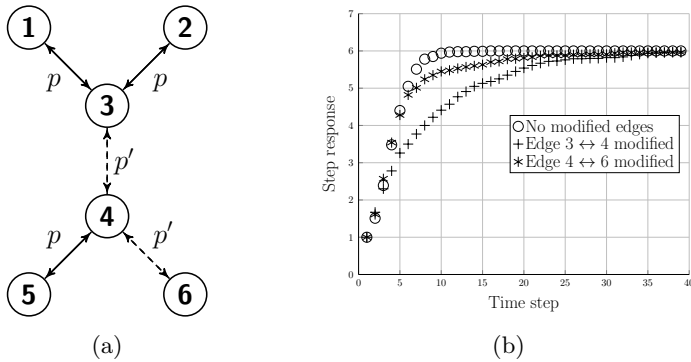 1
2
p
p
3
p′
4
p
p′
5
6
(a)
7
6
5
4
3
2
1
0
Step response
No modified edges
Edge 3 ↔ 4 modified
Edge 4 ↔ 6 modified
1 5 10 15 20 25 30 35 40
Time step
(b)